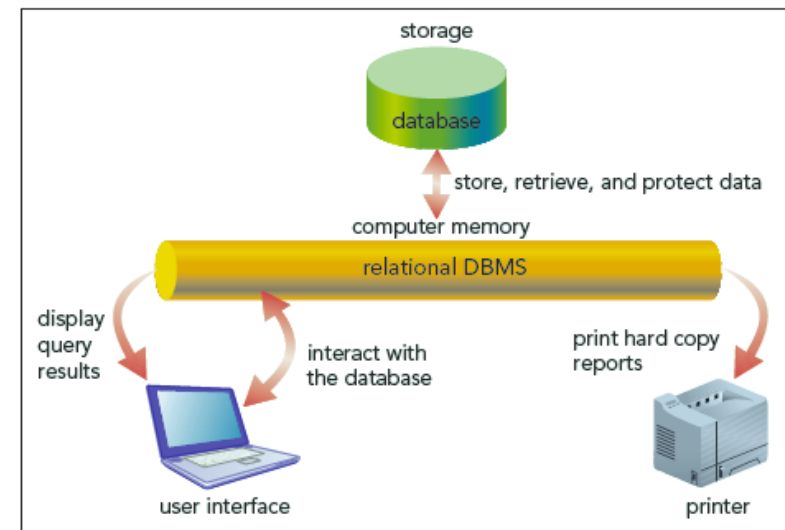 storage
database
store, retrieve, and protect data
computer memory
relational DBMS
display
query
results
interact with
the database
print hard copy
reports
user interface
printer